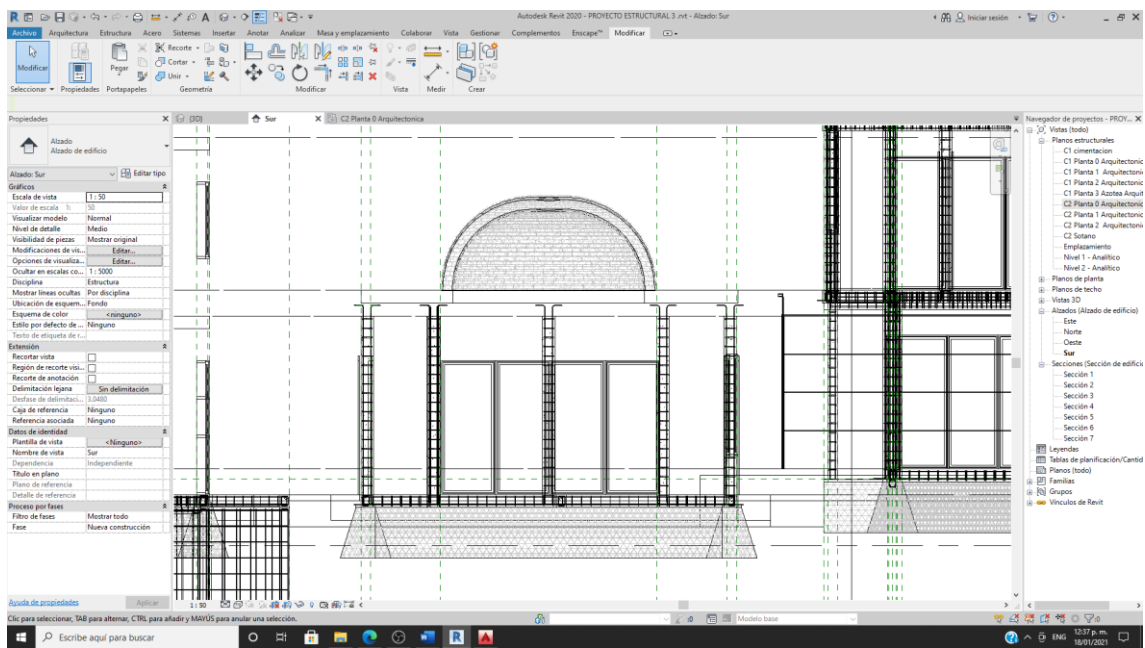 Autodesk Revit 2020 - PROYECTO ESTRUCTURAL 3 .rvt - Alzado: Sur
Iniciar sesión
Archivo Arquitectura Estructura Acero Sistemas Insertar Anotar Analizar Masa y emplazamiento Colaborar Vista Gestionar Complementos Enscape™ Modificar
Modificar
Pegar
Recorte
Cortar
Unir
Seleccionar Propiedades Portapapeles Geometría Modificar Vista Medir Crear
Propiedades
Alzado
Alzado de edificio
Alzado: Sur
Editar tipo
Gráficos
Escala de vista 1 : 50
Valor de escala 1: 50
Visualizar modelo Normal
Nivel de detalle Medio
Visibilidad de piezas Mostrar original
Modificaciones de vis... Editar...
Opciones de visualiza... Editar...
Ocultar en escalas co... 1 : 5000
Disciplina Estructura
Mostrar líneas ocultas Por disciplina
Ubicación de esquem... Fondo
Esquema de color <ninguno>
Estilo por defecto de ... Ninguno
Texto de etiqueta de r...
Extensión
Recortar vista
Región de recorte visi...
Recorte de anotación
Delimitación lejana Sin delimitación
Desfase de delimitaci... 3.0480
Caja de referencia Ninguno
Referencia asociada Ninguno
Datos de identidad
Plantilla de vista <Ninguno>
Nombre de vista Sur
Dependencia Independiente
Título en plano
Plano de referencia
Detalle de referencia
Proceso por fases
Filtro de fases Mostrar todo
Fase Nueva construcción
Ayuda de propiedades Aplicar
{3D}
Sur
C2 Planta 0 Arquitectonica
Navegador de proyectos - PROY...
Vistas (todo)
Planos estructurales
C1 cimentacion
C1 Planta 0 Arquitectonic
C1 Planta 1 Arquitectonic
C1 Planta 2 Arquitectonic
C1 Planta 3 Azotea Arquit
C2 Planta 0 Arquitectonic
C2 Planta 1 Arquitectonic
C2 Planta 2 Arquitectonic
C2 Sotano
Emplazamiento
Nivel 1 - Analítico
Nivel 2 - Analítico
Planos de planta
Planos de techo
Vistas 3D
Alzados (Alzado de edificio)
Este
Norte
Oeste
Sur
Secciones (Sección de edificio
Sección 1
Sección 2
Sección 3
Sección 4
Sección 5
Sección 6
Sección 7
Leyendas
Tablas de planificación/Cantid
Planos (todo)
Familias
Grupos
Vínculos de Revit
1 : 50
Clic para seleccionar, TAB para alternar, CTRL para añadir y MAYÚS para anular una selección.
:0
Modelo base
:0
Escribe aquí para buscar
ENG
12:37 p. m.
18/01/2021